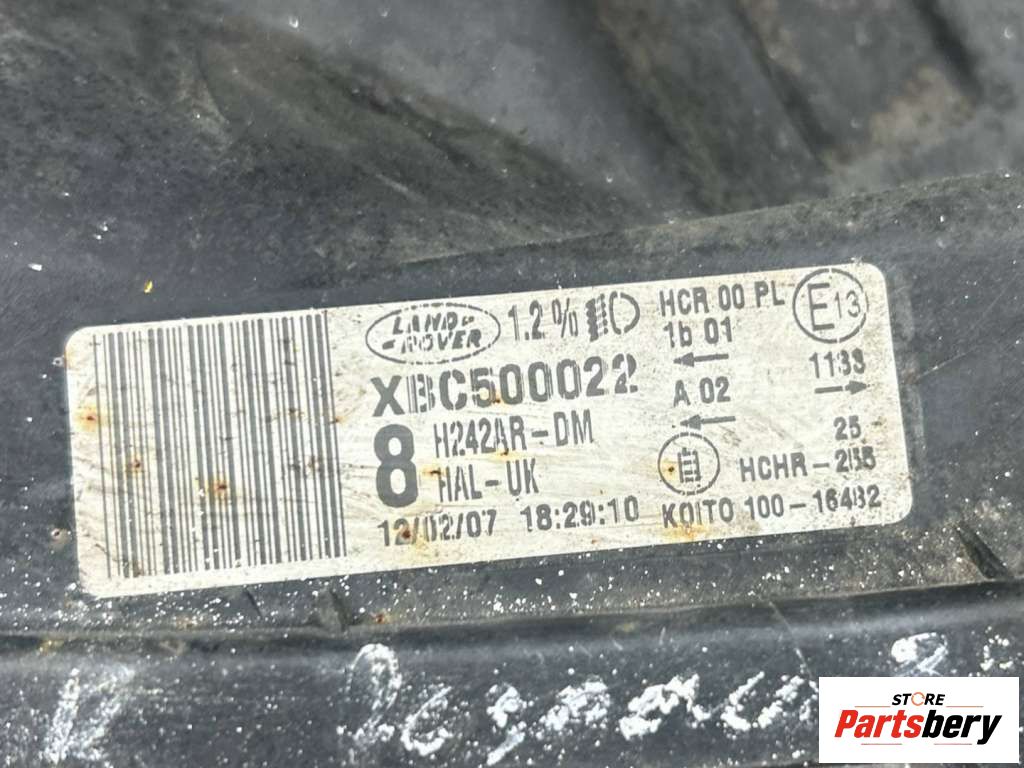 LAND-
-ROVER
1.2%
HCR 00 PL
1b 01
E13
XBC500022
A 02
1133
8
H242AR-DM
25
HAL-UK
HCHR-255
12/02/07 18:29:10
KOITO 100-16482
STORE
Partsbery